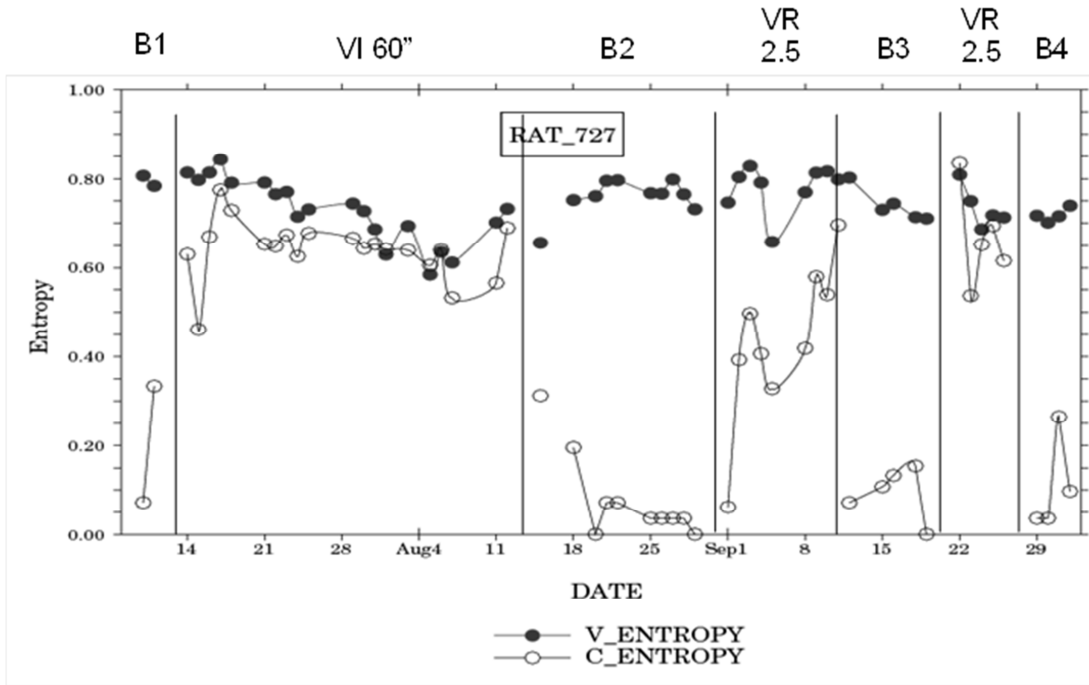 B1 VI 60” B2 VR 2.5 B3 VR 2.5 B4
1.00
RAT_727
0.80
0.60
0.40
0.20
0.00
Entropy
14 21 28 Aug4 11 18 25 Sep1 8 15 22 29
DATE
V_ENTROPY
C_ENTROPY